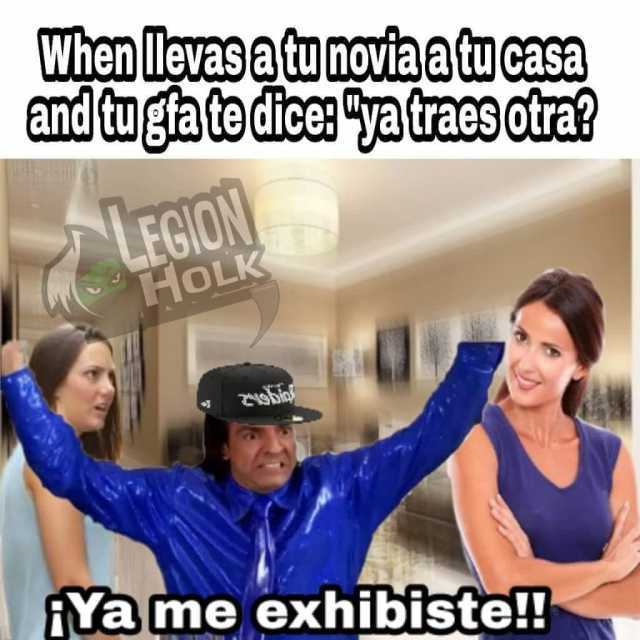 When llevas a tu novia a tu casa
and tu gfa te dice: "ya traes otra?
LEGION
HOLK
Raiders
¡Ya me exhibiste!!